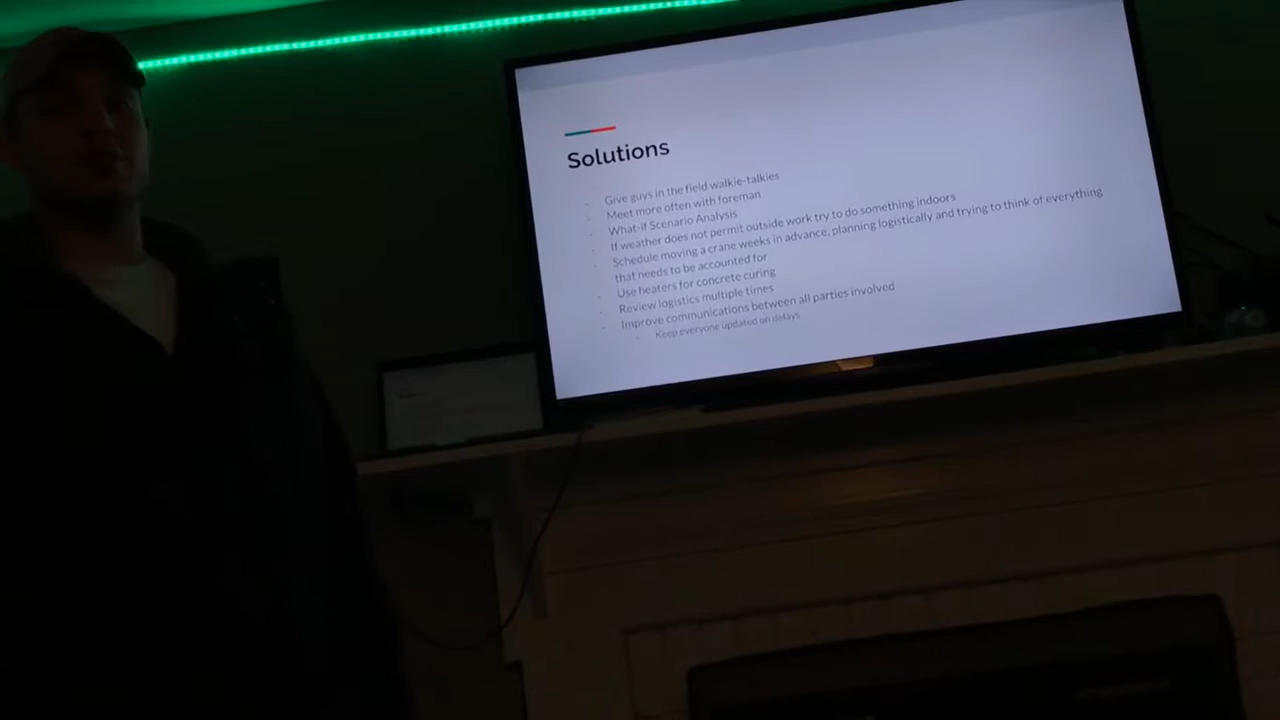 Solutions
- Give guys in the field walkie-talkies
- Meet more often with foreman
- What-if Scenario Analysis
- If weather does not permit outside work try to do something indoors
- Schedule moving a crane weeks in advance, planning logistically and trying to think of everything
that needs to be accounted for
- Use heaters for concrete curing
- Review logistics multiple times
- Improve communications between all parties involved
- Keep everyone updated on delays